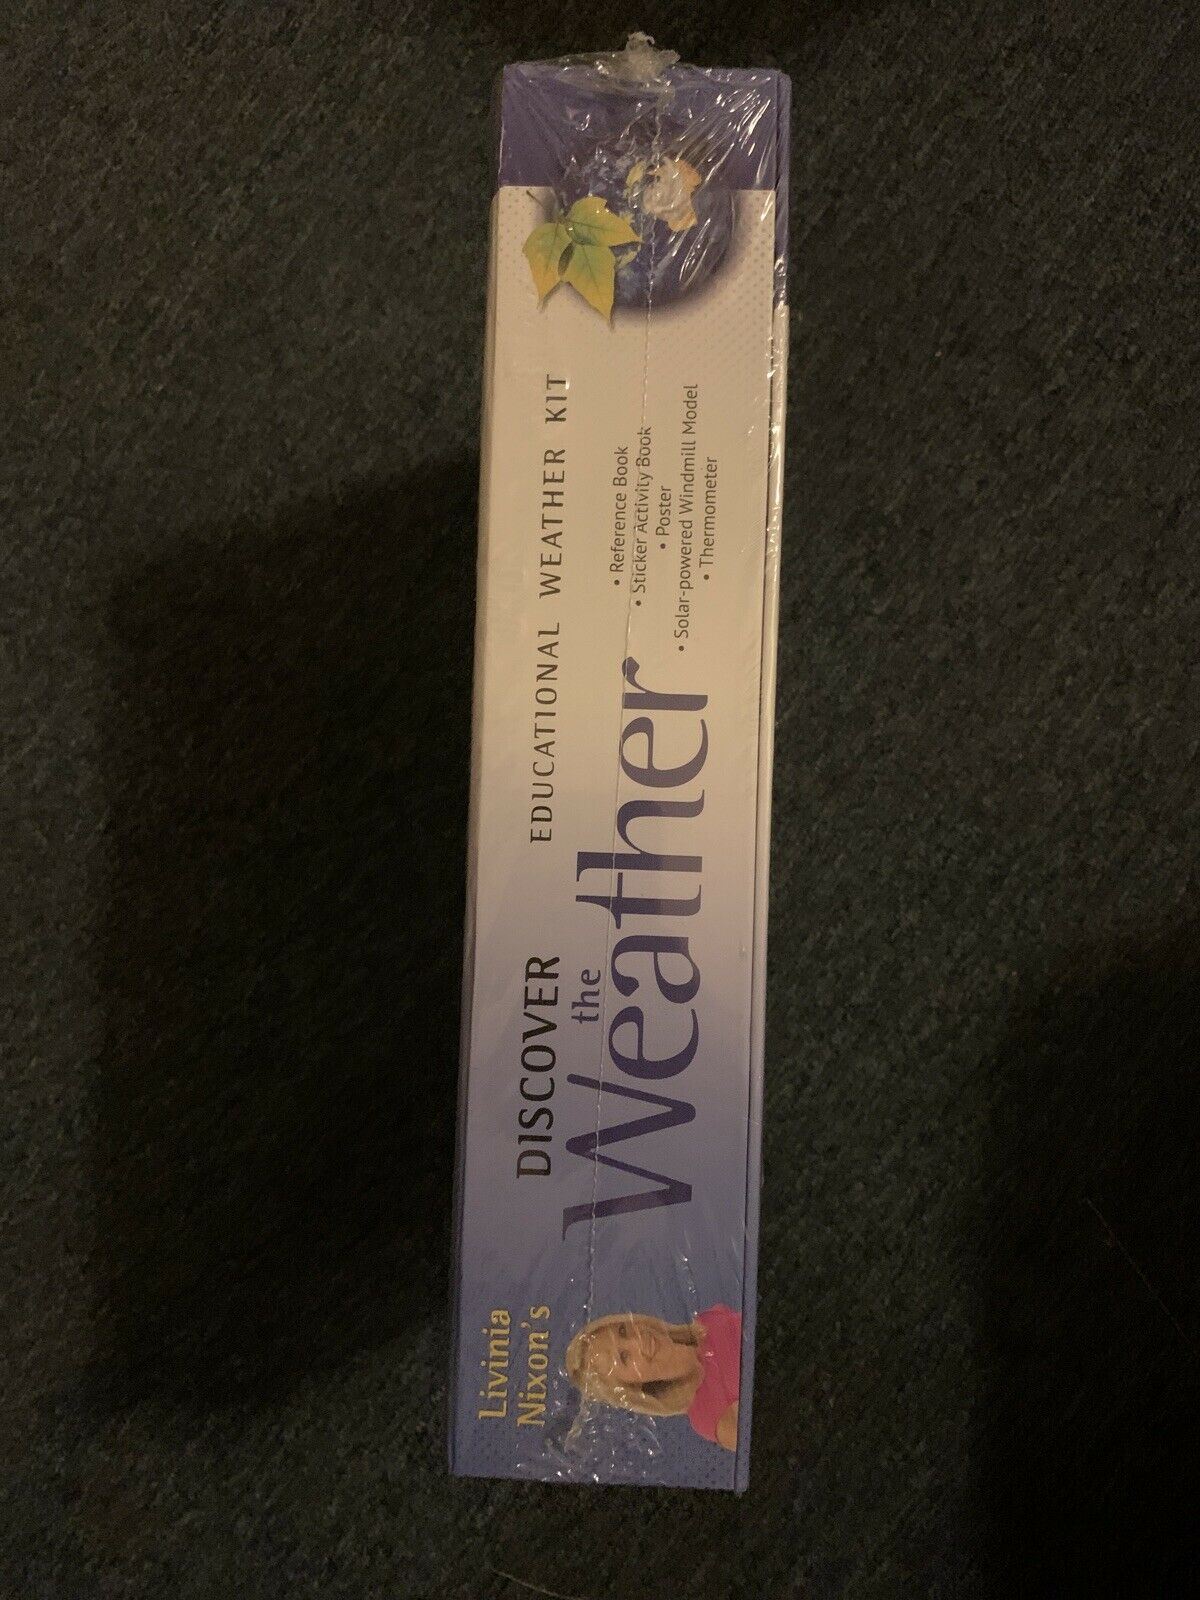 Livinia
Nixon's
DISCOVER
the
Weather
EDUCATIONAL WEATHER KIT
• Reference Book
• Sticker Activity Book
• Poster
• Solar-powered Windmill Model
• Thermometer